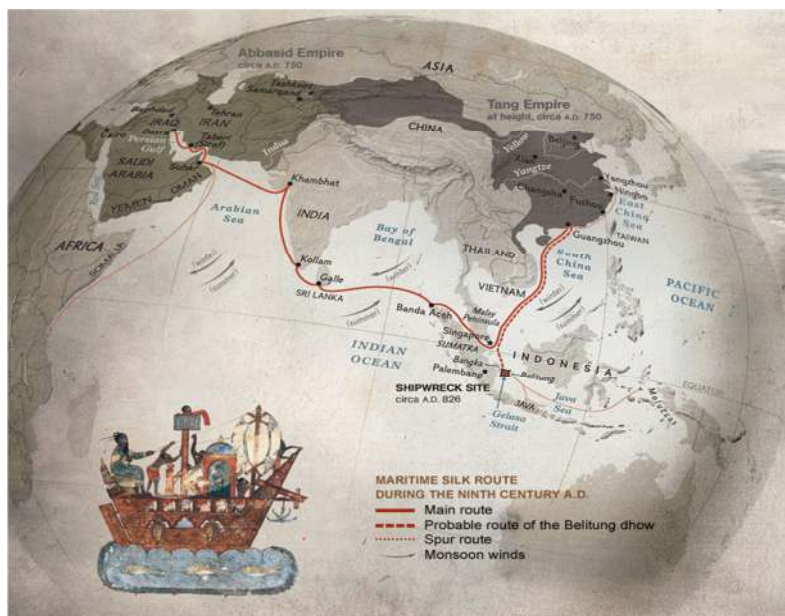 Abbasid Empire
circa A.D. 750
ASIA
Tang Empire
at height, circa A.D. 750
Tashkent
Samarqand
Baghdad
Tehran
IRAQ
IRAN
Cairo
Basra
Persian
Gulf
(Siraf)
Indus
CHINA
Yellow
Beijing
Xian
Yangtze
Yangzhou
Ningbo
Changsha
Fuzhou
East
China
Sea
SAUDI
ARABIA
Sohar
OMAN
YEMEN
Red Sea
Khambhat
Guangzhou
TAIWAN
Arabian
Sea
INDIA
Bay of
Bengal
THAILAND
South
China
Sea
AFRICA
SOMALIA
VIETNAM
PACIFIC
OCEAN
(winter)
(summer)
Kollam
Galle
SRI LANKA
(winter)
(summer)
(winter)
(summer)
Banda Aceh
Malay
Peninsula
Singapore
SUMATRA
INDIAN
OCEAN
Bangka
Palembang
INDONESIA
Belitung
EQUATOR
SHIPWRECK SITE
circa A.D. 826
JAVA
Java
Sea
Moluccas
Gelasa
Strait
MARITIME SILK ROUTE
DURING THE NINTH CENTURY A.D.
Main route
Probable route of the Belitung dhow
Spur route
Monsoon winds